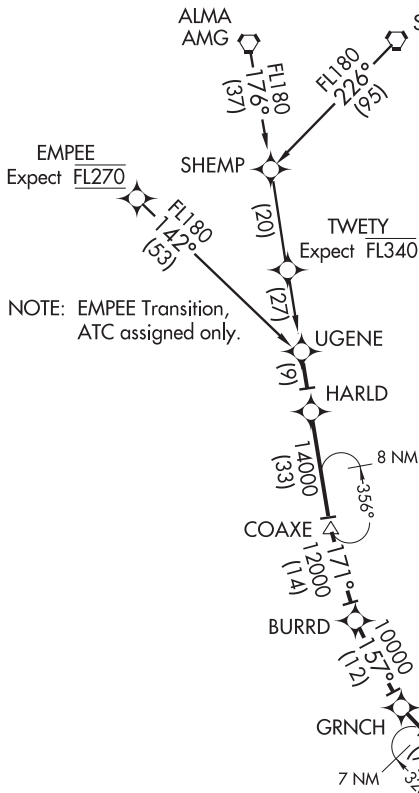 ALMA
AMG
S
FL180
176°
(37)
FL180
226°
(95)
EMPEE
Expect FL270
SHEMP
FL180
142°
(53)
(20)
TWETY
Expect FL340
NOTE: EMPEE Transition,
ATC assigned only.
(27)
UGENE
(9)
HARLD
14000
(33)
8 NM
356°
COAXE
171°
12000
(14)
BURRD
10000
157°
(12)
GRNCH
7 NM